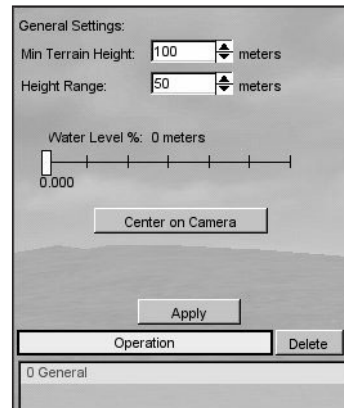 General Settings:
Min Terrain Height: 100 meters
Height Range: 50 meters
Water Level %: 0 meters
0.000
Center on Camera
Apply
Operation Delete
0 General